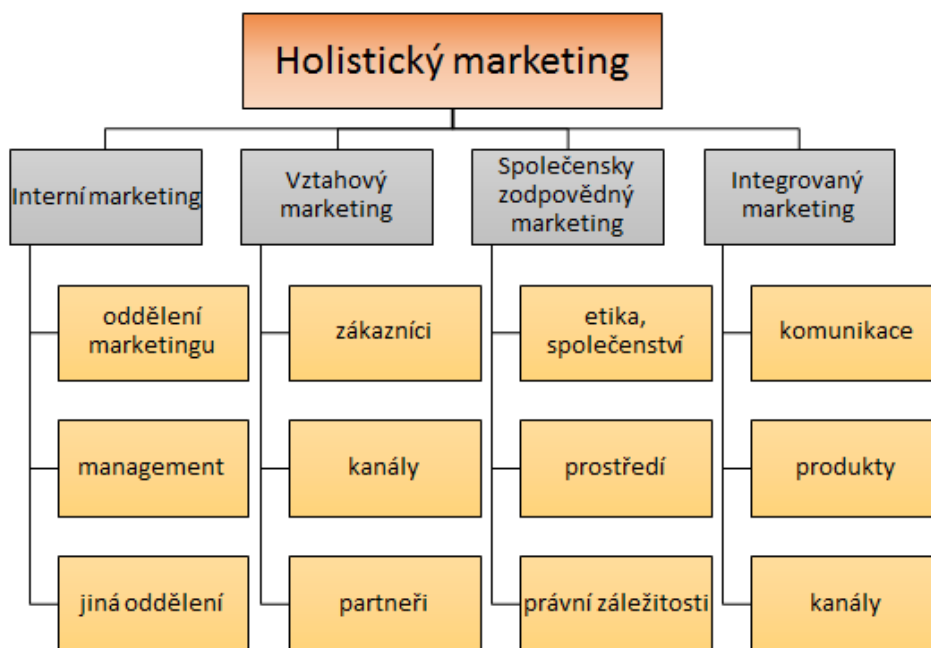 Holistický marketing
Interní marketing
Vztahový
marketing
Společensky
zodpovědný
marketing
Integrovaný
marketing
oddělení
marketingu
zákazníci
etika,
společenství
komunikace
management
kanály
prostředí
produkty
jiná oddělení
partneři
právní záležitosti
kanály